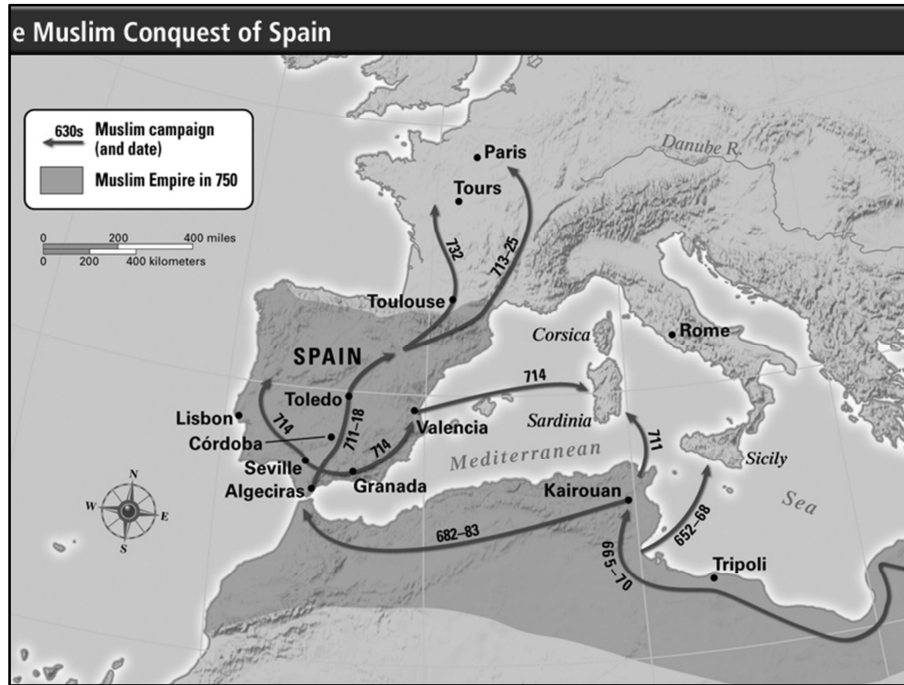 e Muslim Conquest of Spain
630s
Muslim campaign
(and date)
Muslim Empire in 750
0 200 400 miles
0 200 400 kilometers
Danube R.
Paris
Tours
732
713–25
Toulouse
Corsica
Rome
SPAIN
714
Toledo
Lisbon
Valencia
Sardinia
714
711–18
Córdoba
714
711
Mediterranean
Sicily
Seville
Algeciras
Granada
Kairouan
Sea
N
W
E
S
682–83
652–68
665–70
Tripoli